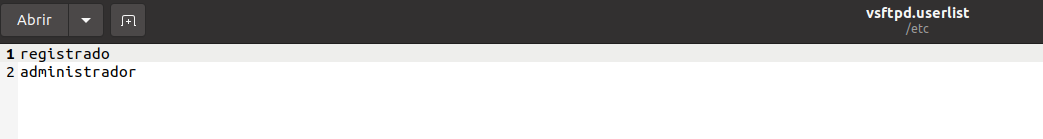 Abrir
vsftpd.userlist
/etc
1 registrado
2 administrador